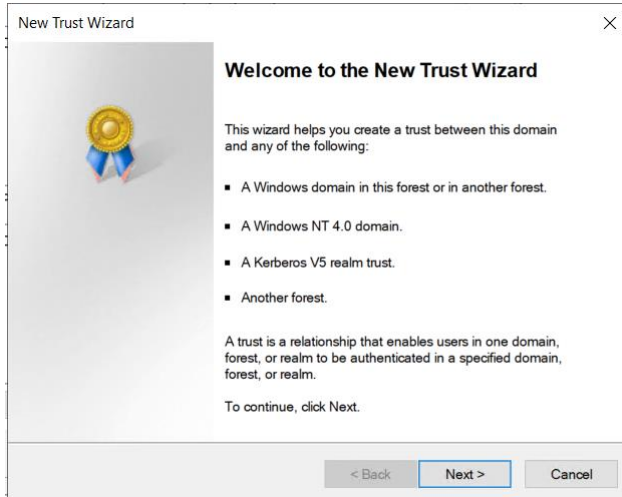 New Trust Wizard
Welcome to the New Trust Wizard
This wizard helps you create a trust between this domain
and any of the following:
▪ A Windows domain in this forest or in another forest.
▪ A Windows NT 4.0 domain.
▪ A Kerberos V5 realm trust.
▪ Another forest.
A trust is a relationship that enables users in one domain,
forest, or realm to be authenticated in a specified domain,
forest, or realm.
To continue, click Next.
< Back Next > Cancel